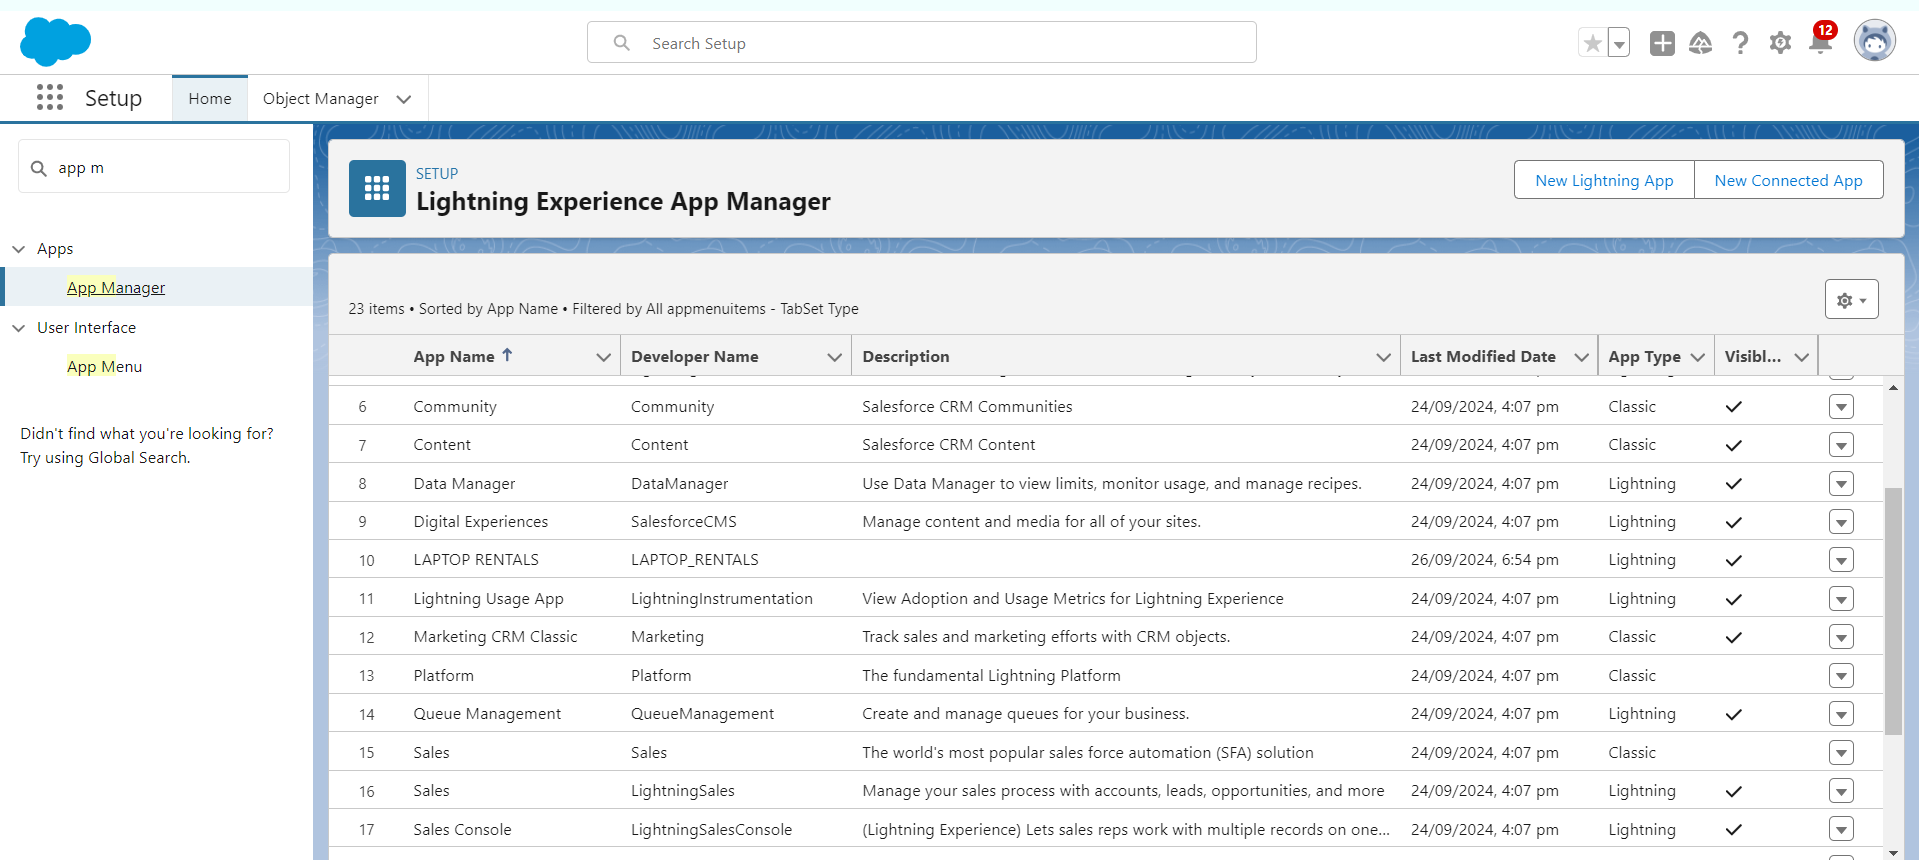 Search Setup
12
Setup
Home
Object Manager
app m
Apps
App Manager
User Interface
App Menu
Didn't find what you're looking for?
Try using Global Search.
SETUP
Lightning Experience App Manager
New Lightning App
New Connected App
23 items • Sorted by App Name • Filtered by All appmenuitems - TabSet Type
App Name ↑ Developer Name Description Last Modified Date App Type Visibl...
6 Community Community Salesforce CRM Communities 24/09/2024, 4:07 pm Classic ✓
7 Content Content Salesforce CRM Content 24/09/2024, 4:07 pm Classic ✓
8 Data Manager DataManager Use Data Manager to view limits, monitor usage, and manage recipes. 24/09/2024, 4:07 pm Lightning ✓
9 Digital Experiences SalesforceCMS Manage content and media for all of your sites. 24/09/2024, 4:07 pm Lightning ✓
10 LAPTOP RENTALS LAPTOP_RENTALS 26/09/2024, 6:54 pm Lightning ✓
11 Lightning Usage App LightningInstrumentation View Adoption and Usage Metrics for Lightning Experience 24/09/2024, 4:07 pm Lightning ✓
12 Marketing CRM Classic Marketing Track sales and marketing efforts with CRM objects. 24/09/2024, 4:07 pm Classic ✓
13 Platform Platform The fundamental Lightning Platform 24/09/2024, 4:07 pm Classic
14 Queue Management QueueManagement Create and manage queues for your business. 24/09/2024, 4:07 pm Lightning ✓
15 Sales Sales The world's most popular sales force automation (SFA) solution 24/09/2024, 4:07 pm Classic
16 Sales LightningSales Manage your sales process with accounts, leads, opportunities, and more 24/09/2024, 4:07 pm Lightning ✓
17 Sales Console LightningSalesConsole (Lightning Experience) Lets sales reps work with multiple records on one... 24/09/2024, 4:07 pm Lightning ✓